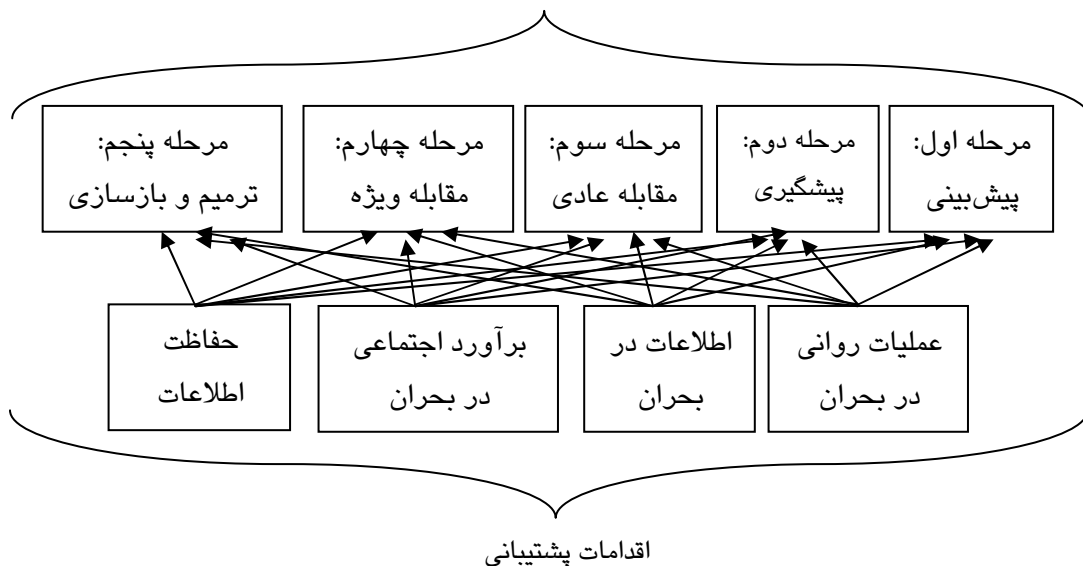 مرحله اول:
پیش‌بینی
مرحله دوم:
پیشگیری
مرحله سوم:
مقابله عادی
مرحله چهارم:
مقابله ویژه
مرحله پنجم:
ترمیم و بازسازی
عملیات روانی
در بحران
اطلاعات در
بحران
برآورد اجتماعی
در بحران
حفاظت
اطلاعات
اقدامات پشتیبانی